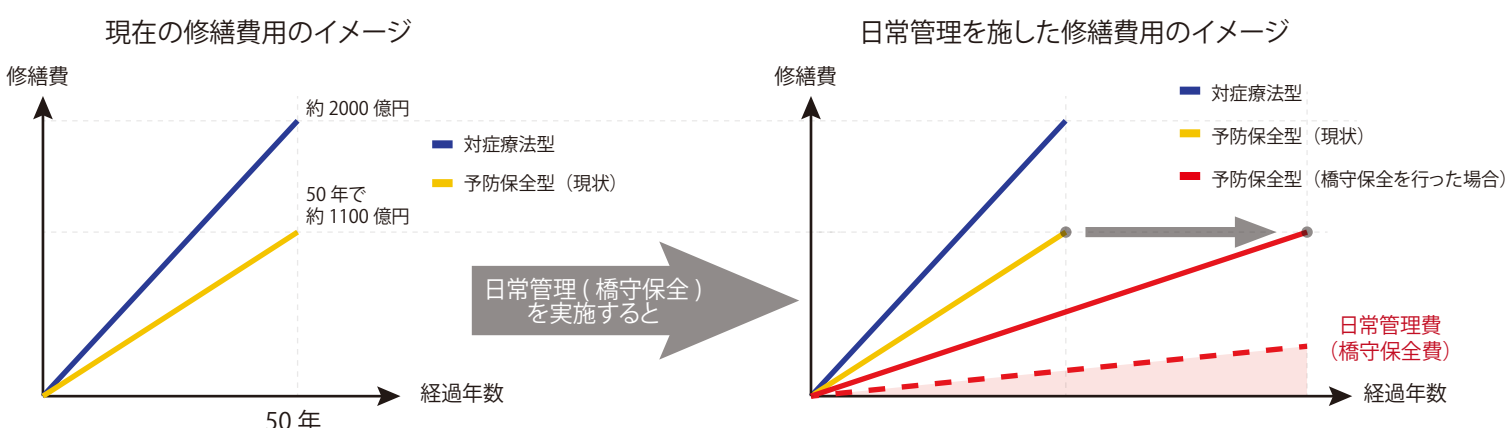 現在の修繕費用のイメージ
修繕費
約 2000 億円
対症療法型
予防保全型（現状）
50 年で
約 1100 億円
経過年数
50 年
日常管理 ( 橋守保全 )
を実施すると
日常管理を施した修繕費用のイメージ
修繕費
対症療法型
予防保全型（現状）
予防保全型（橋守保全を行った場合）
日常管理費
（橋守保全費）
経過年数